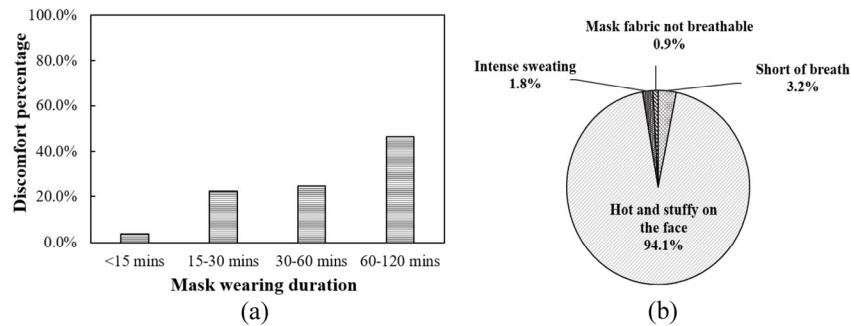 100.0%
80.0%
60.0%
40.0%
20.0%
0.0%
Discomfort percentage
<15 mins 15-30 mins 30-60 mins 60-120 mins
Mask wearing duration
(a)
Mask fabric not breathable
0.9%
Intense sweating
1.8%
Short of breath
3.2%
Hot and stuffy on
the face
94.1%
(b)